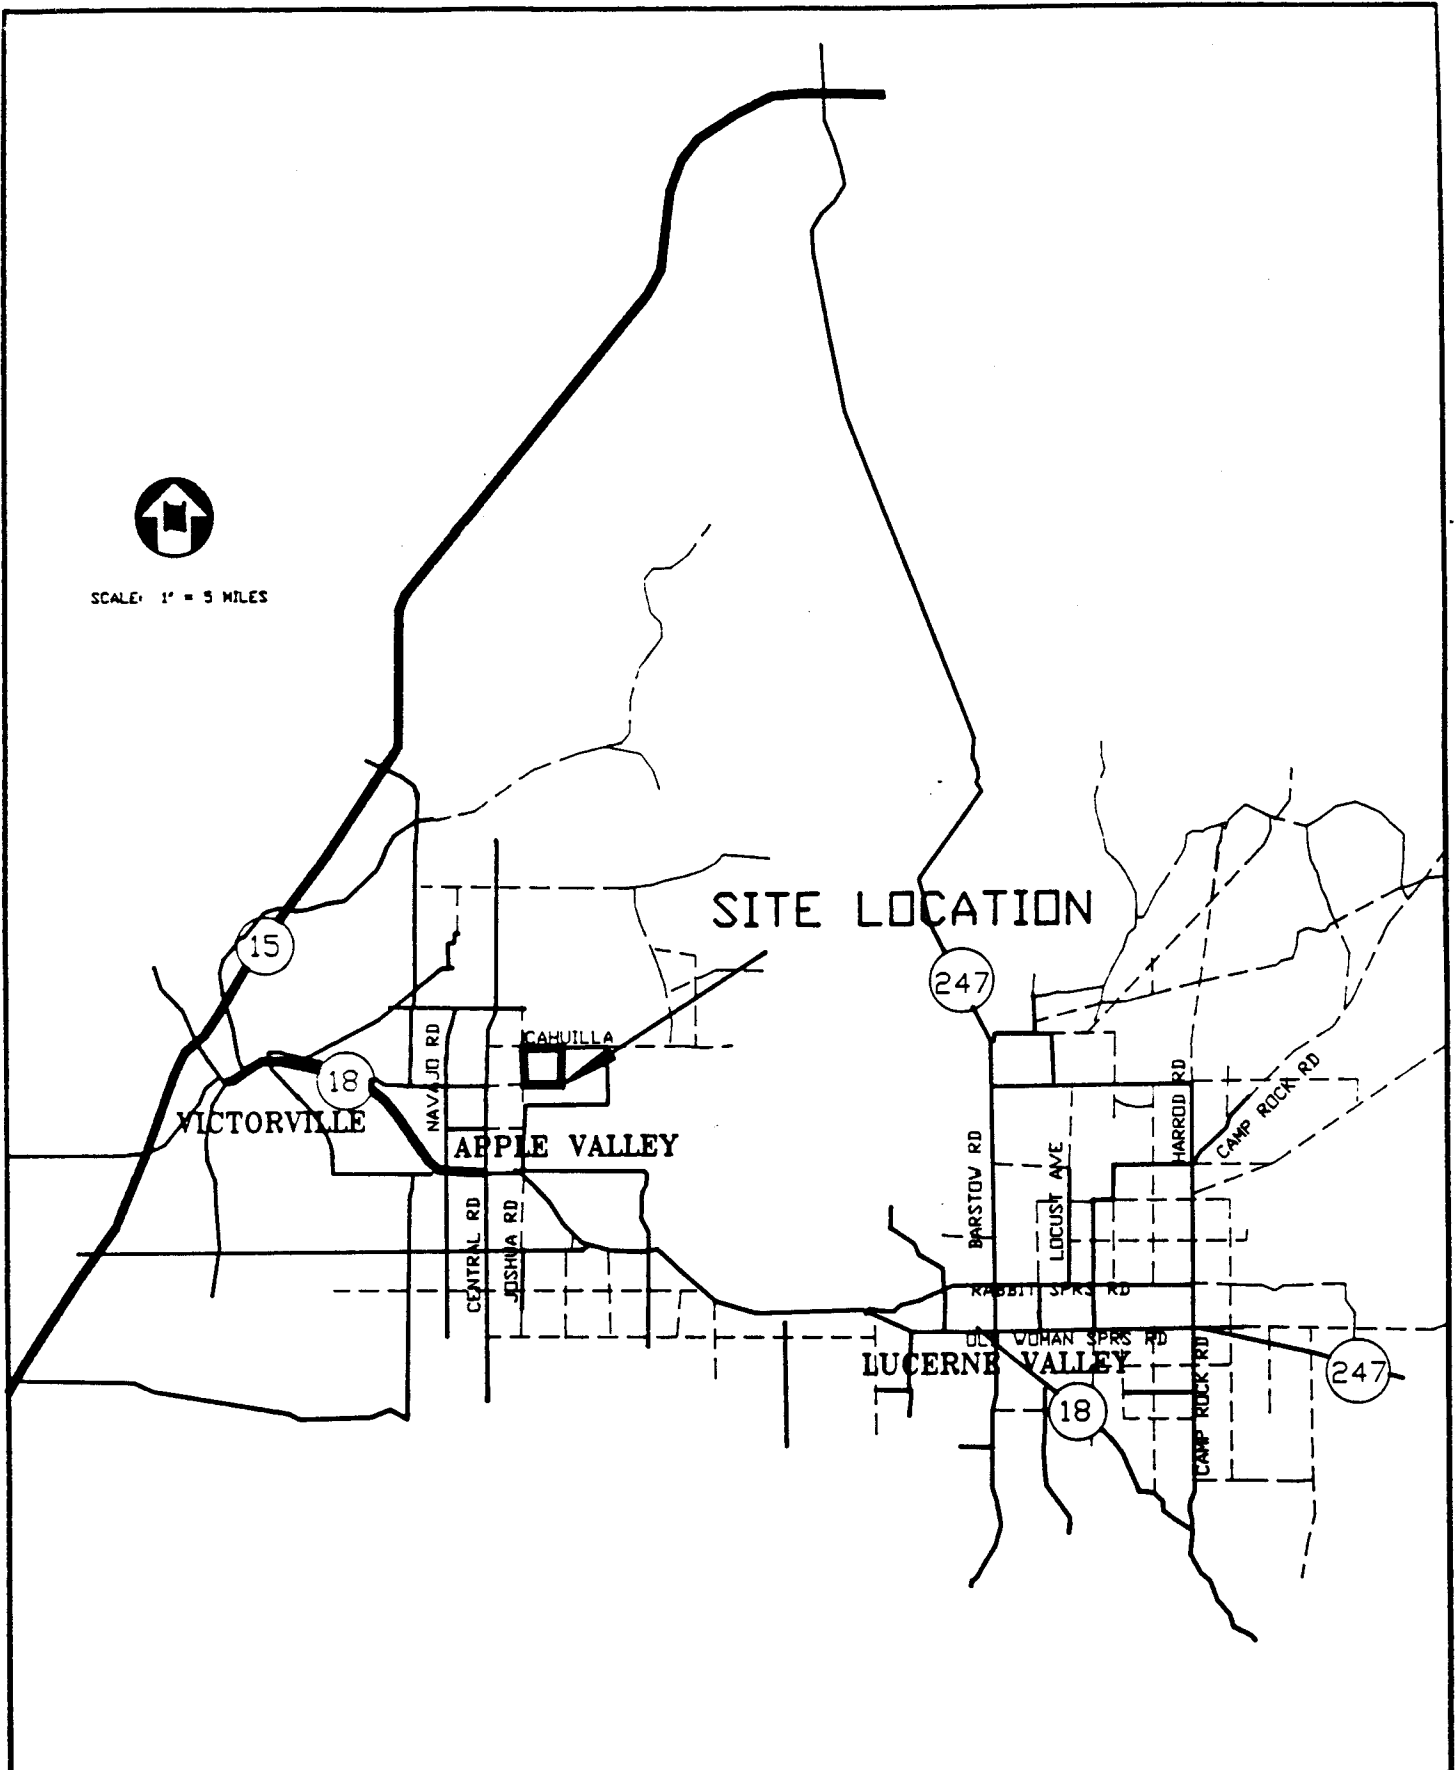 SCALE: 1" = 5 MILES
SITE LOCATION
15
247
CAHUILLA
NAVAJO RD
18
VICTORVILLE
APPLE VALLEY
HARROD RD
CAMP ROCK RD
BARSTOW RD
LOCUST AVE
CENTRAL RD
JOSHUA RD
RABBIT SPRS RD
OLD WOMAN SPRS RD
LUCERNE VALLEY
247
18
CAMP ROCK RD